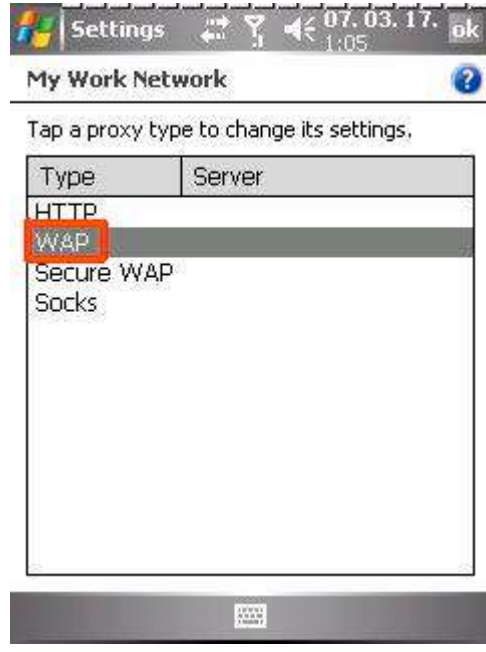 Settings 07. 03. 17. ok
1:05
My Work Network ?
Tap a proxy type to change its settings.
Type Server
HTTP
WAP
Secure WAP
Socks